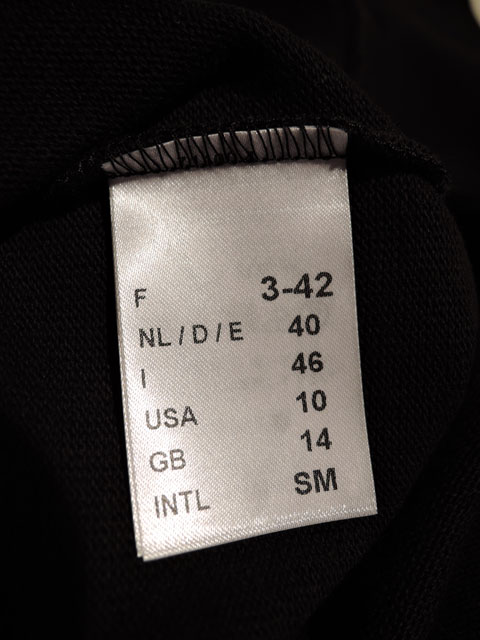 F 3-42
NL / D / E 40
I 46
USA 10
GB 14
INTL SM